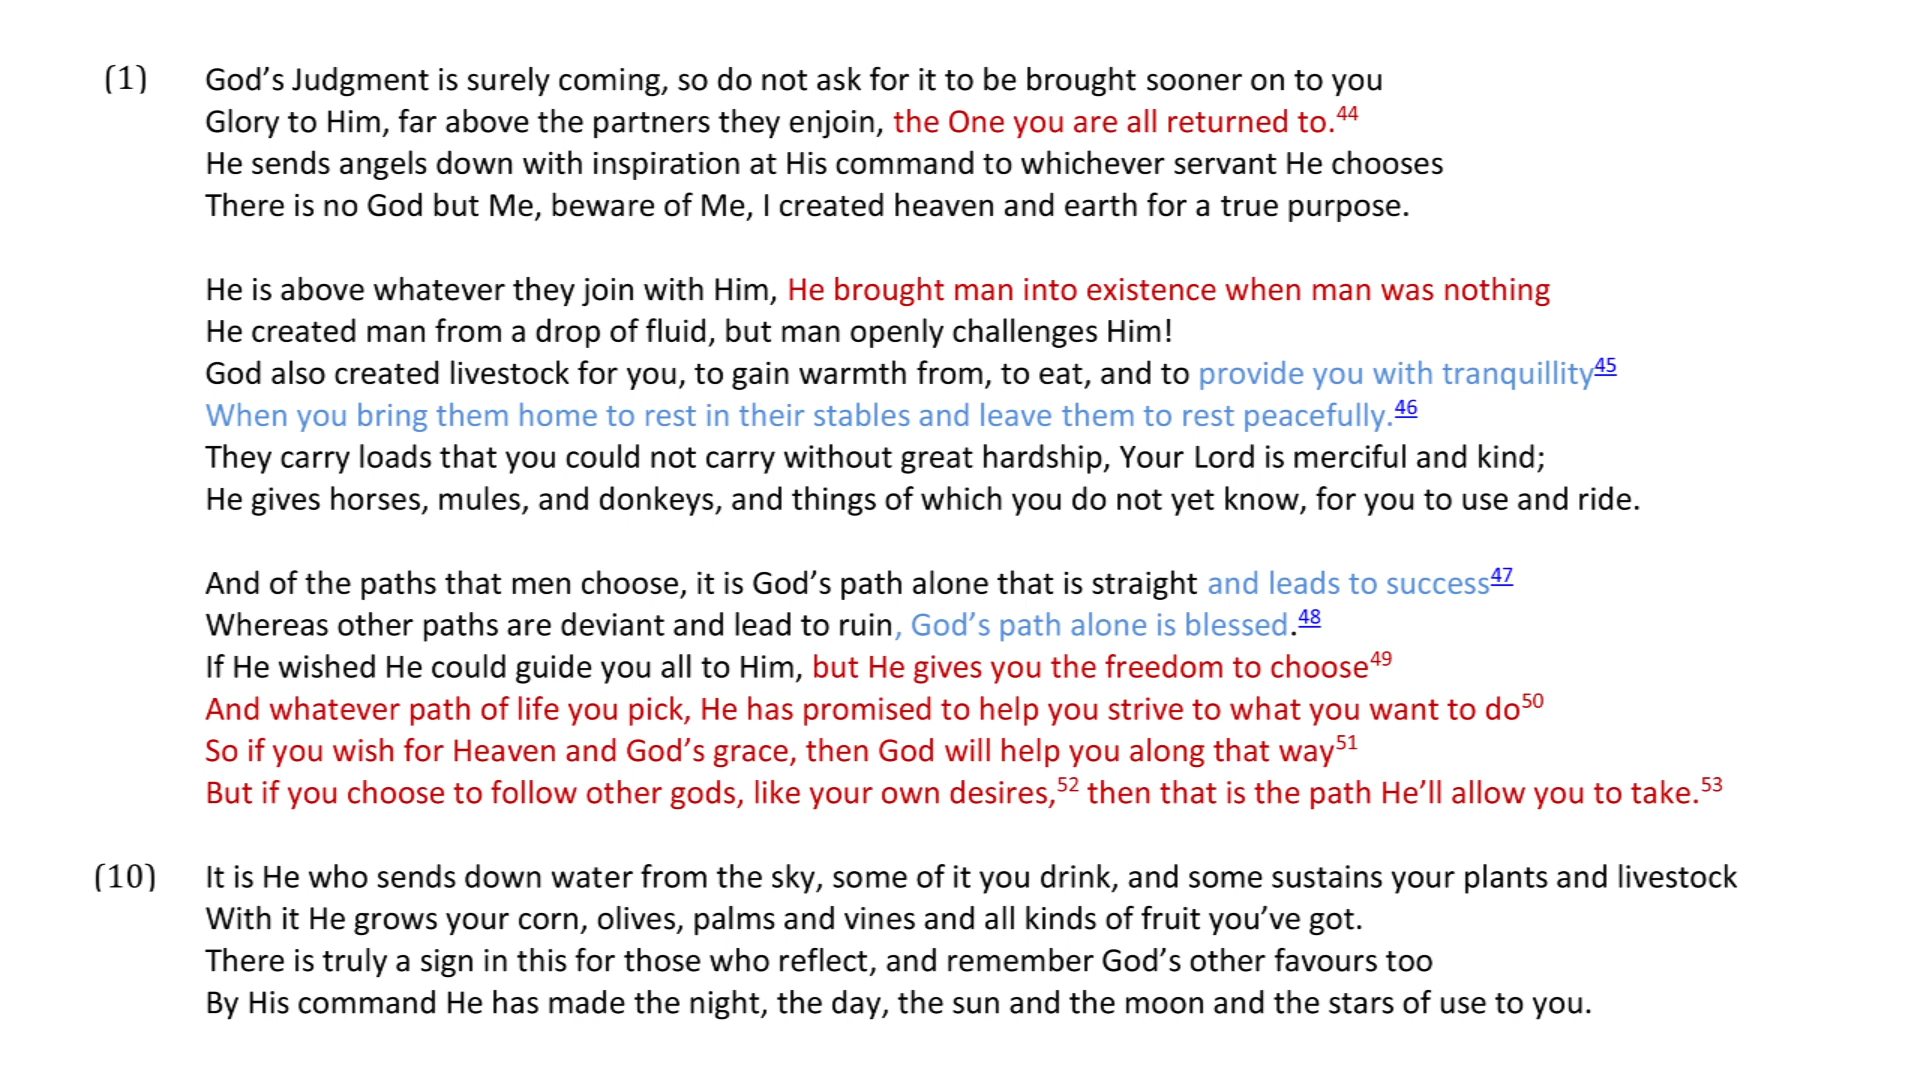 (1) God’s Judgment is surely coming, so do not ask for it to be brought sooner on to you
Glory to Him, far above the partners they enjoin, the One you are all returned to.44
He sends angels down with inspiration at His command to whichever servant He chooses
There is no God but Me, beware of Me, I created heaven and earth for a true purpose.
He is above whatever they join with Him, He brought man into existence when man was nothing
He created man from a drop of fluid, but man openly challenges Him!
God also created livestock for you, to gain warmth from, to eat, and to provide you with tranquillity45
When you bring them home to rest in their stables and leave them to rest peacefully.46
They carry loads that you could not carry without great hardship, Your Lord is merciful and kind;
He gives horses, mules, and donkeys, and things of which you do not yet know, for you to use and ride.
And of the paths that men choose, it is God’s path alone that is straight and leads to success47
Whereas other paths are deviant and lead to ruin, God’s path alone is blessed.48
If He wished He could guide you all to Him, but He gives you the freedom to choose49
And whatever path of life you pick, He has promised to help you strive to what you want to do50
So if you wish for Heaven and God’s grace, then God will help you along that way51
But if you choose to follow other gods, like your own desires,52 then that is the path He’ll allow you to take.53
(10) It is He who sends down water from the sky, some of it you drink, and some sustains your plants and livestock
With it He grows your corn, olives, palms and vines and all kinds of fruit you’ve got.
There is truly a sign in this for those who reflect, and remember God’s other favours too
By His command He has made the night, the day, the sun and the moon and the stars of use to you.